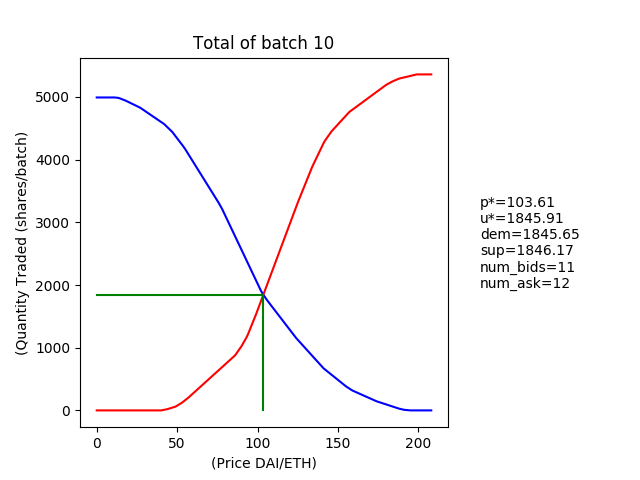 Total of batch 10
(Quantity Traded (shares/batch)
5000
4000
3000
2000
1000
0
0
50
100
150
200
(Price DAI/ETH)
p*=103.61
u*=1845.91
dem=1845.65
sup=1846.17
num_bids=11
num_ask=12